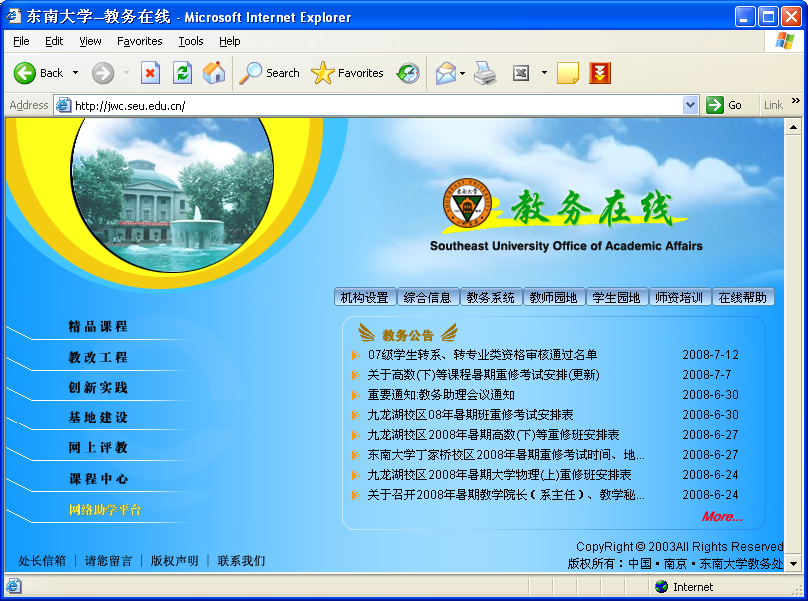 东南大学--教务在线 - Microsoft Internet Explorer
File Edit View Favorites Tools Help
Back Search Favorites
Address http://jwc.seu.edu.cn/ Go Link »
教务在线
Southeast University Office of Academic Affairs
机构设置 综合信息 教务系统 教师园地 学生园地 师资培训 在线帮助
精品课程
教改工程
创新实践
基地建设
网上评教
课程中心
网络助学平台
教务公告
07级学生转系、转专业类资格审核通过名单 2008-7-12
关于高数(下)等课程暑期重修考试安排(更新) 2008-7-7
重要通知:教务助理会议通知 2008-6-30
九龙湖校区08年暑期班重修考试安排表 2008-6-30
九龙湖校区2008年暑期高数(下)等重修班安排表 2008-6-27
东南大学丁家桥校区2008年暑期重修考试时间、地... 2008-6-27
九龙湖校区2008年暑期大学物理(上)重修班安排表 2008-6-24
关于召开2008年暑期教学院长（系主任）、教学秘... 2008-6-24
More...
处长信箱 | 请您留言 | 版权声明 | 联系我们
CopyRight © 2003All Rights Reserved
版权所有：中国▪南京▪东南大学教务处
Internet